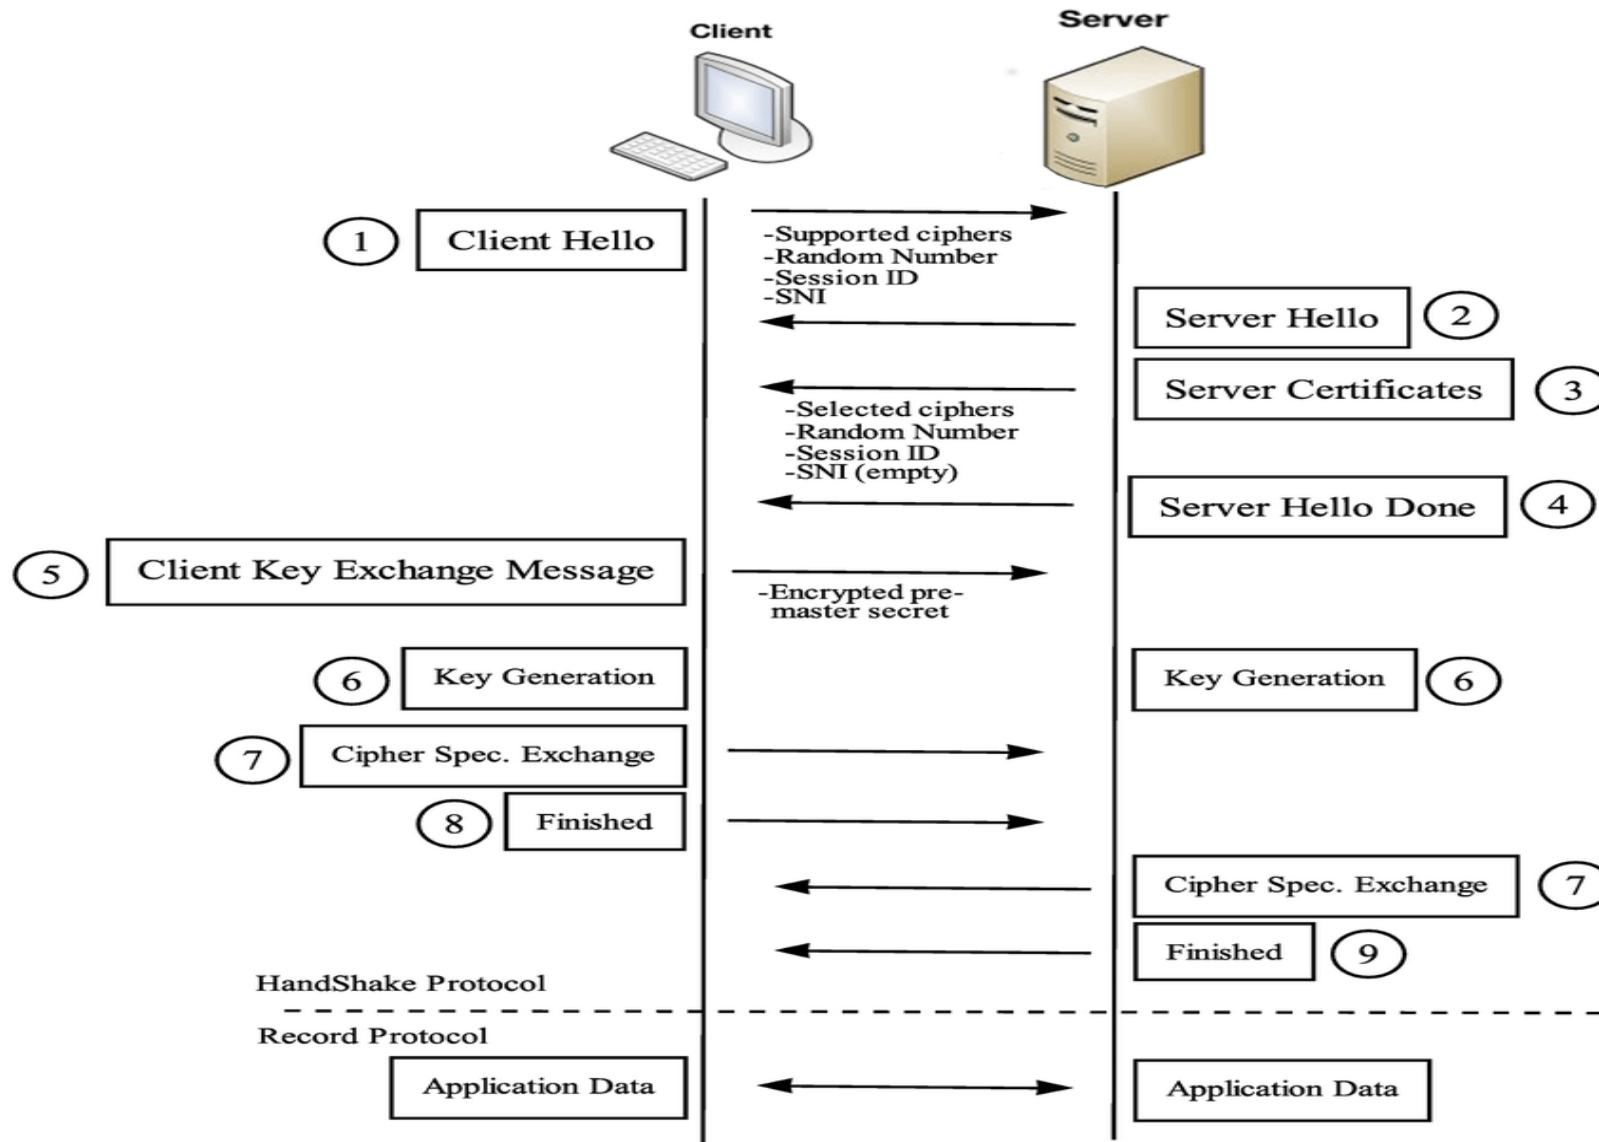 Client
Server
1
Client Hello
-Supported ciphers
-Random Number
-Session ID
-SNI
Server Hello
2
Server Certificates
3
-Selected ciphers
-Random Number
-Session ID
-SNI (empty)
Server Hello Done
4
5
Client Key Exchange Message
-Encrypted pre-
master secret
6
Key Generation
Key Generation
6
7
Cipher Spec. Exchange
8
Finished
Cipher Spec. Exchange
7
Finished
9
HandShake Protocol
Record Protocol
Application Data
Application Data